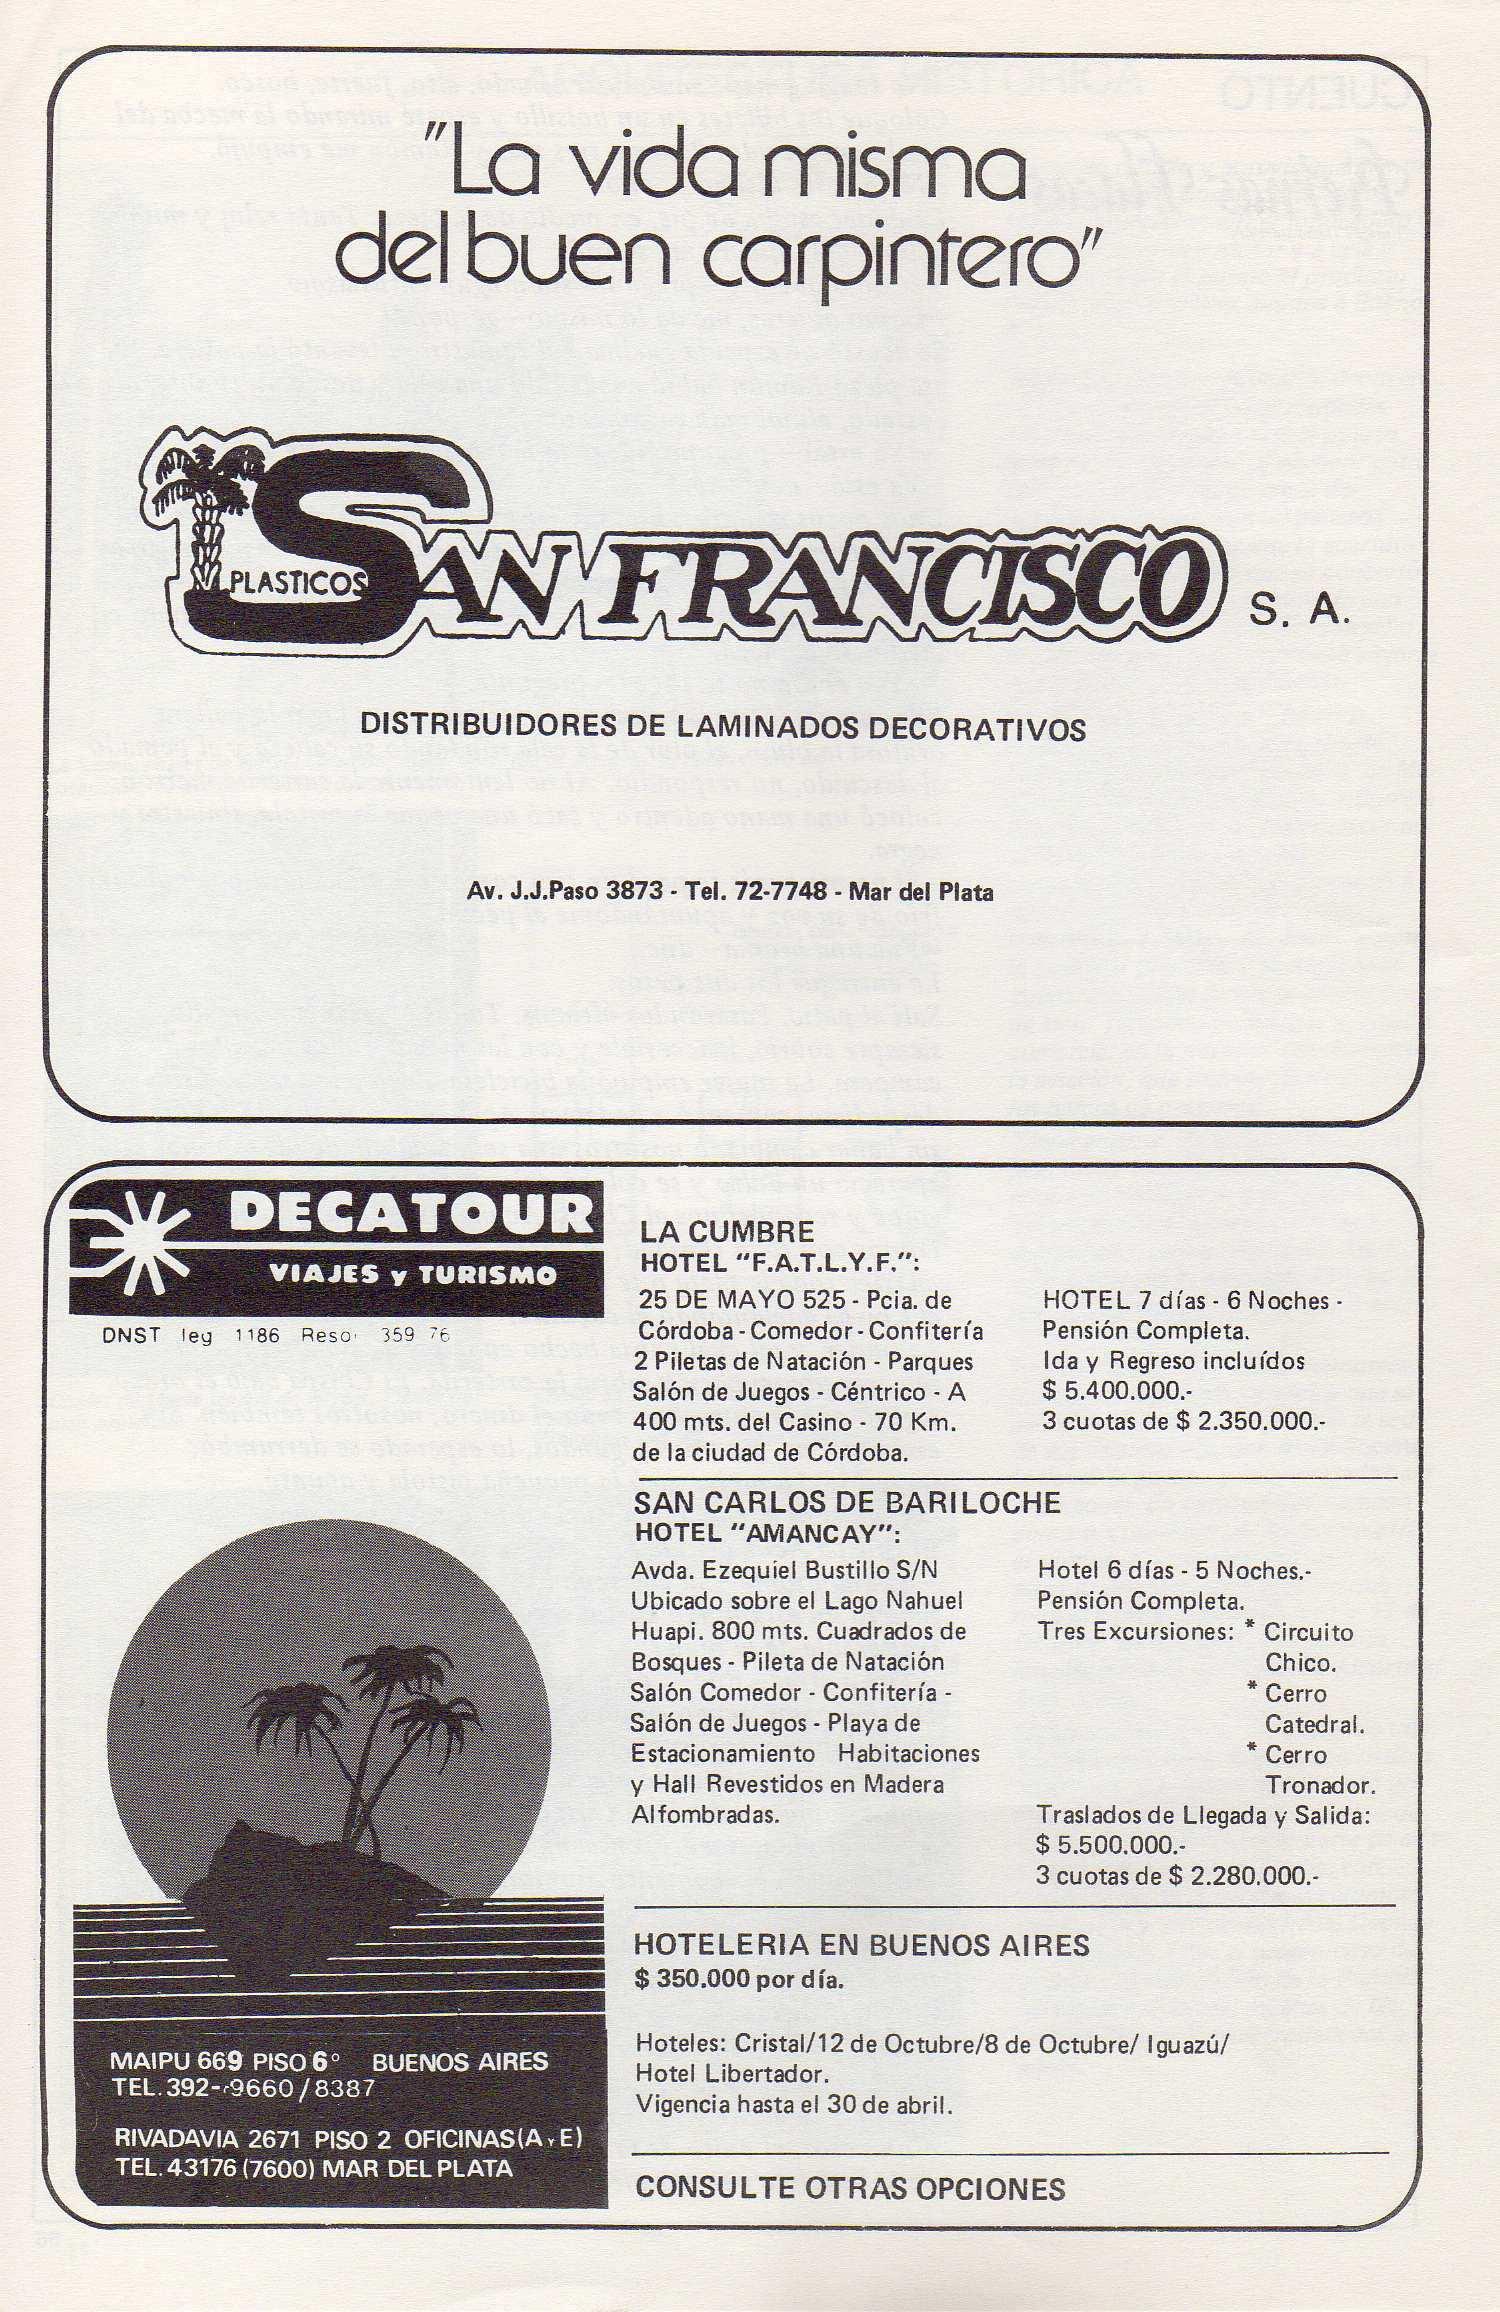 "La vida misma
del buen carpintero"
PLASTICOS
SAN FRANCISCO S. A.
DISTRIBUIDORES DE LAMINADOS DECORATIVOS
Av. J.J.Paso 3873 - Tel. 72-7748 - Mar del Plata
DECATOUR
VIAJES y TURISMO
DNST leg 1186 Reso 359 76
MAIPU 669 PISO 6° BUENOS AIRES
TEL. 392-9660/8387
RIVADAVIA 2671 PISO 2 OFICINAS(A y E)
TEL. 43176 (7600) MAR DEL PLATA
LA CUMBRE
HOTEL "F.A.T.L.Y.F.":
25 DE MAYO 525 - Pcia. de
Córdoba - Comedor - Confitería
2 Piletas de Natación - Parques
Salón de Juegos - Céntrico - A
400 mts. del Casino - 70 Km.
de la ciudad de Córdoba.
HOTEL 7 días - 6 Noches -
Pensión Completa.
Ida y Regreso incluídos
$ 5.400.000.-
3 cuotas de $ 2.350.000.-
SAN CARLOS DE BARILOCHE
HOTEL "AMANCAY":
Avda. Ezequiel Bustillo S/N
Ubicado sobre el Lago Nahuel
Huapi. 800 mts. Cuadrados de
Bosques - Pileta de Natación
Salón Comedor - Confitería -
Salón de Juegos - Playa de
Estacionamiento Habitaciones
y Hall Revestidos en Madera
Alfombradas.
Hotel 6 días - 5 Noches.-
Pensión Completa.
Tres Excursiones: * Circuito
Chico.
* Cerro
Catedral.
* Cerro
Tronador.
Traslados de Llegada y Salida:
$ 5.500.000.-
3 cuotas de $ 2.280.000.-
HOTELERIA EN BUENOS AIRES
$ 350.000 por día.
Hoteles: Cristal/12 de Octubre/8 de Octubre/ Iguazú/
Hotel Libertador.
Vigencia hasta el 30 de abril.
CONSULTE OTRAS OPCIONES